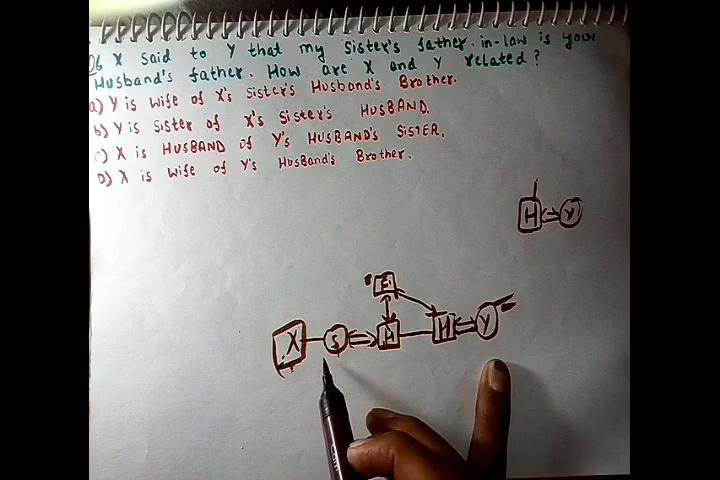 Q6 X said to Y that my Sister's father-in-law is your
Husband's father. How are X and Y related?
a) Y is wife of X's sister's Husband's Brother.
b) Y is sister of X's sister's HUSBAND.
c) X is HUSBAND of Y's HUSBAND'S SISTER.
D) X is wife of Y's Husband's Brother.
H Y
X S H H Y